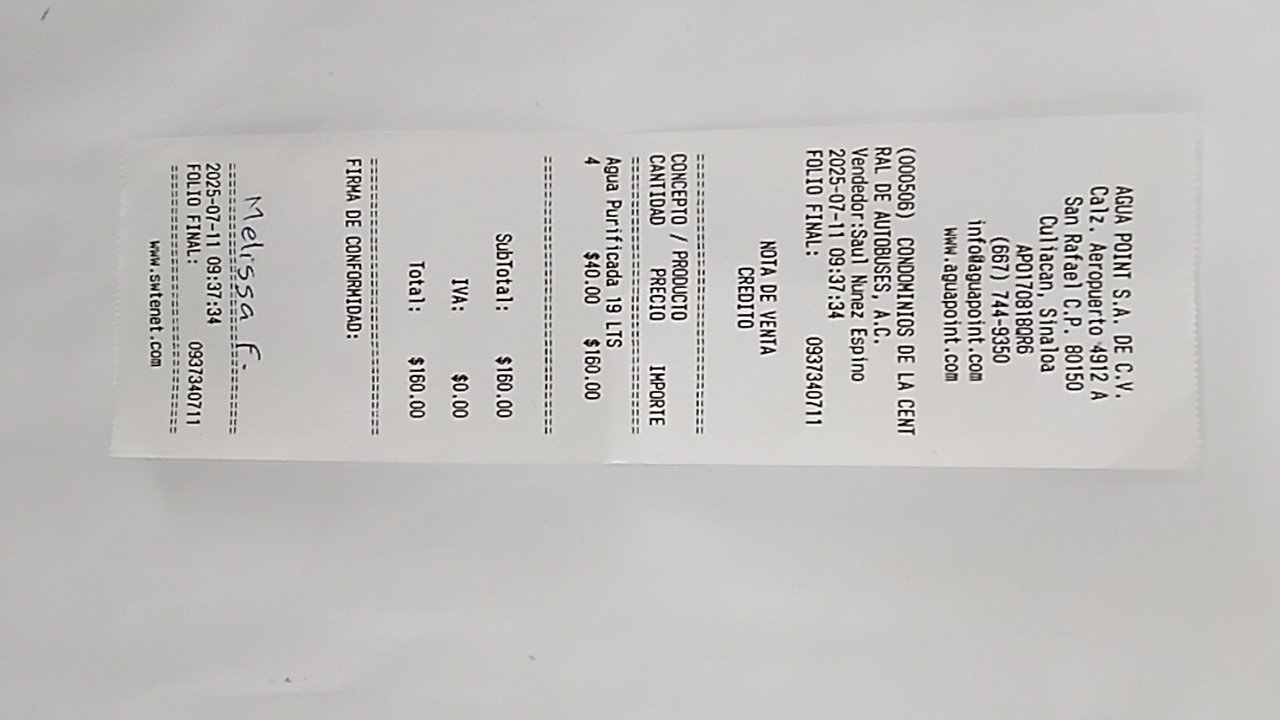 AGUA POINT S.A. DE C.V.
Calz. Aeropuerto 4912 A
San Rafael C.P. 80150
Culiacan, Sinaloa
APO170818QR6
(667) 744-9350
info@aguapoint.com
www.aguapoint.com
(000506) CONDOMINIOS DE LA CENT
RAL DE AUTOBUSES, A.C.
Vendedor:Saul Nunez Espino
2025-07-11 09:37:34
FOLIO FINAL: 0937340711
NOTA DE VENTA
CREDITO
===============================
CONCEPTO / PRODUCTO
CANTIDAD PRECIO IMPORTE
===============================
Agua Purificada 19 LTS
4 $40.00 $160.00
===============================
SubTotal: $160.00
IVA: $0.00
Total: $160.00
===============================
FIRMA DE CONFORMIDAD:
Melissa F.
===============================
2025-07-11 09:37:34
FOLIO FINAL: 0937340711
===============================
www.swtenet.com